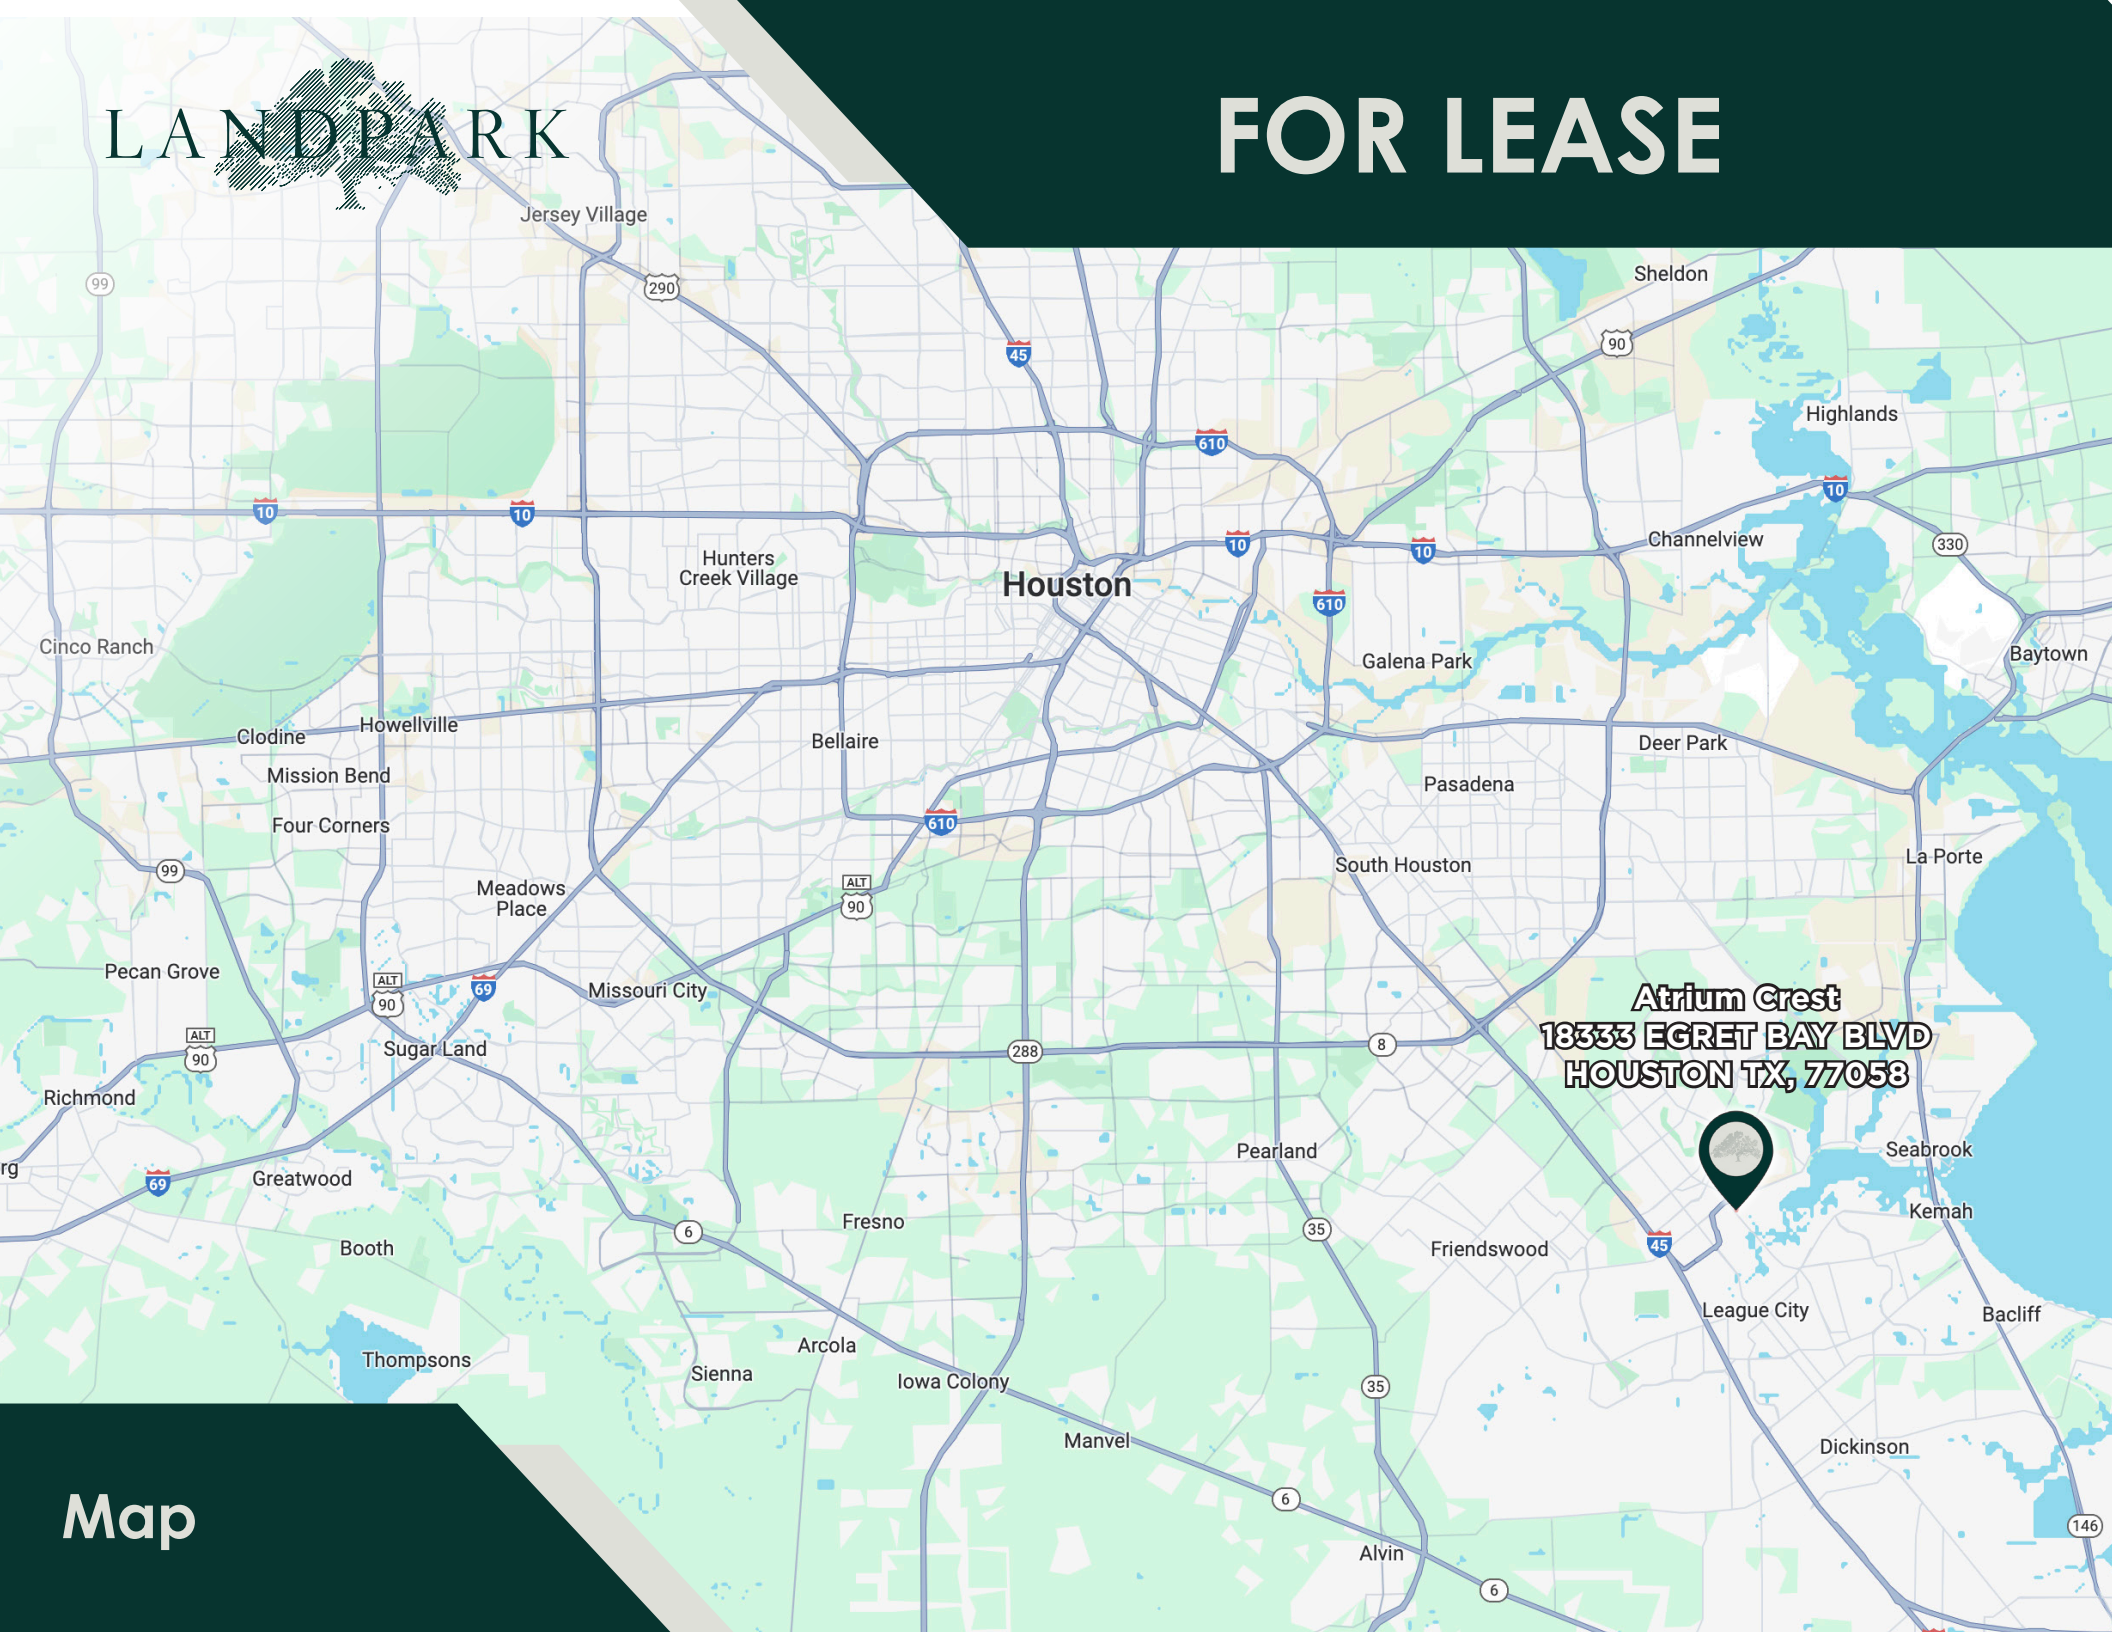 LANDPARK
FOR LEASE
Jersey Village
Sheldon
99
290
90
45
Highlands
610
10
10
10
10
10
Channelview
330
Hunters
Creek Village
Houston
610
Cinco Ranch
Galena Park
Baytown
Clodine
Howellville
Bellaire
Deer Park
Mission Bend
Pasadena
Four Corners
610
South Houston
La Porte
99
Meadows
Place
ALT
90
Pecan Grove
ALT
90
69
Missouri City
Atrium Crest
18333 EGRET BAY BLVD
HOUSTON TX, 77058
ALT
90
Sugar Land
288
8
Richmond
Pearland
Seabrook
rg
69
Greatwood
Fresno
6
35
Kemah
Booth
Friendswood
45
League City
Bacliff
Thompsons
Arcola
Sienna
Iowa Colony
35
Manvel
Dickinson
Map
6
146
Alvin
6